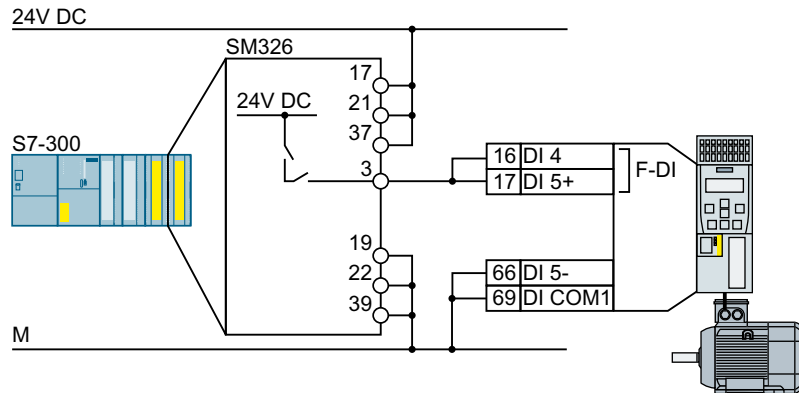 24V DC
SM326
17
21
24V DC
37
S7-300
3
16 DI 4
17 DI 5+
F-DI
19
22
39
66 DI 5-
69 DI COM1
M